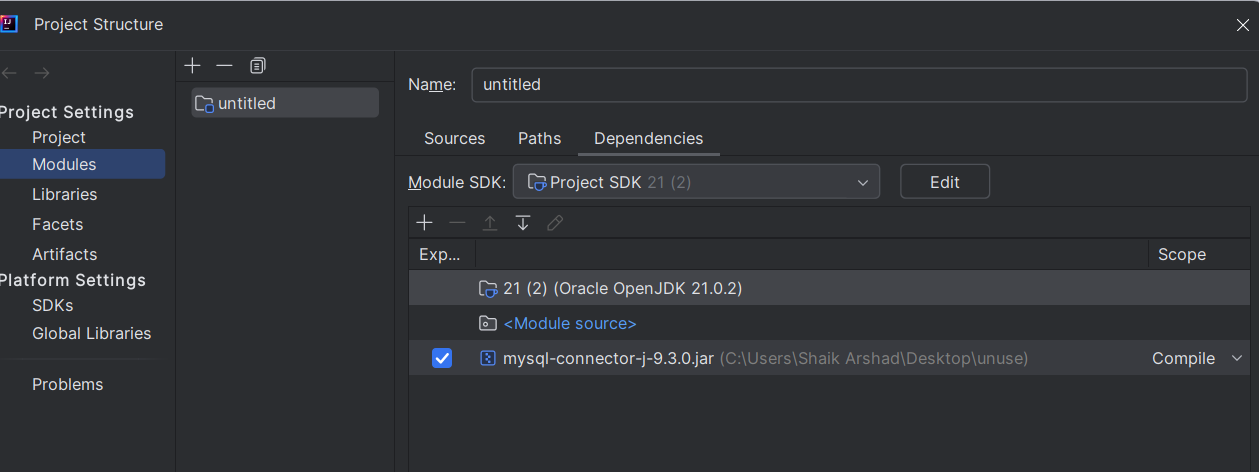 Project Structure
Project Settings
Project
Modules
Libraries
Facets
Artifacts
Platform Settings
SDKs
Global Libraries
Problems
untitled
Name: untitled
Sources Paths Dependencies
Module SDK: Project SDK 21 (2) Edit
Exp... Scope
21 (2) (Oracle OpenJDK 21.0.2)
<Module source>
mysql-connector-j-9.3.0.jar (C:\Users\Shaik Arshad\Desktop\unuse) Compile